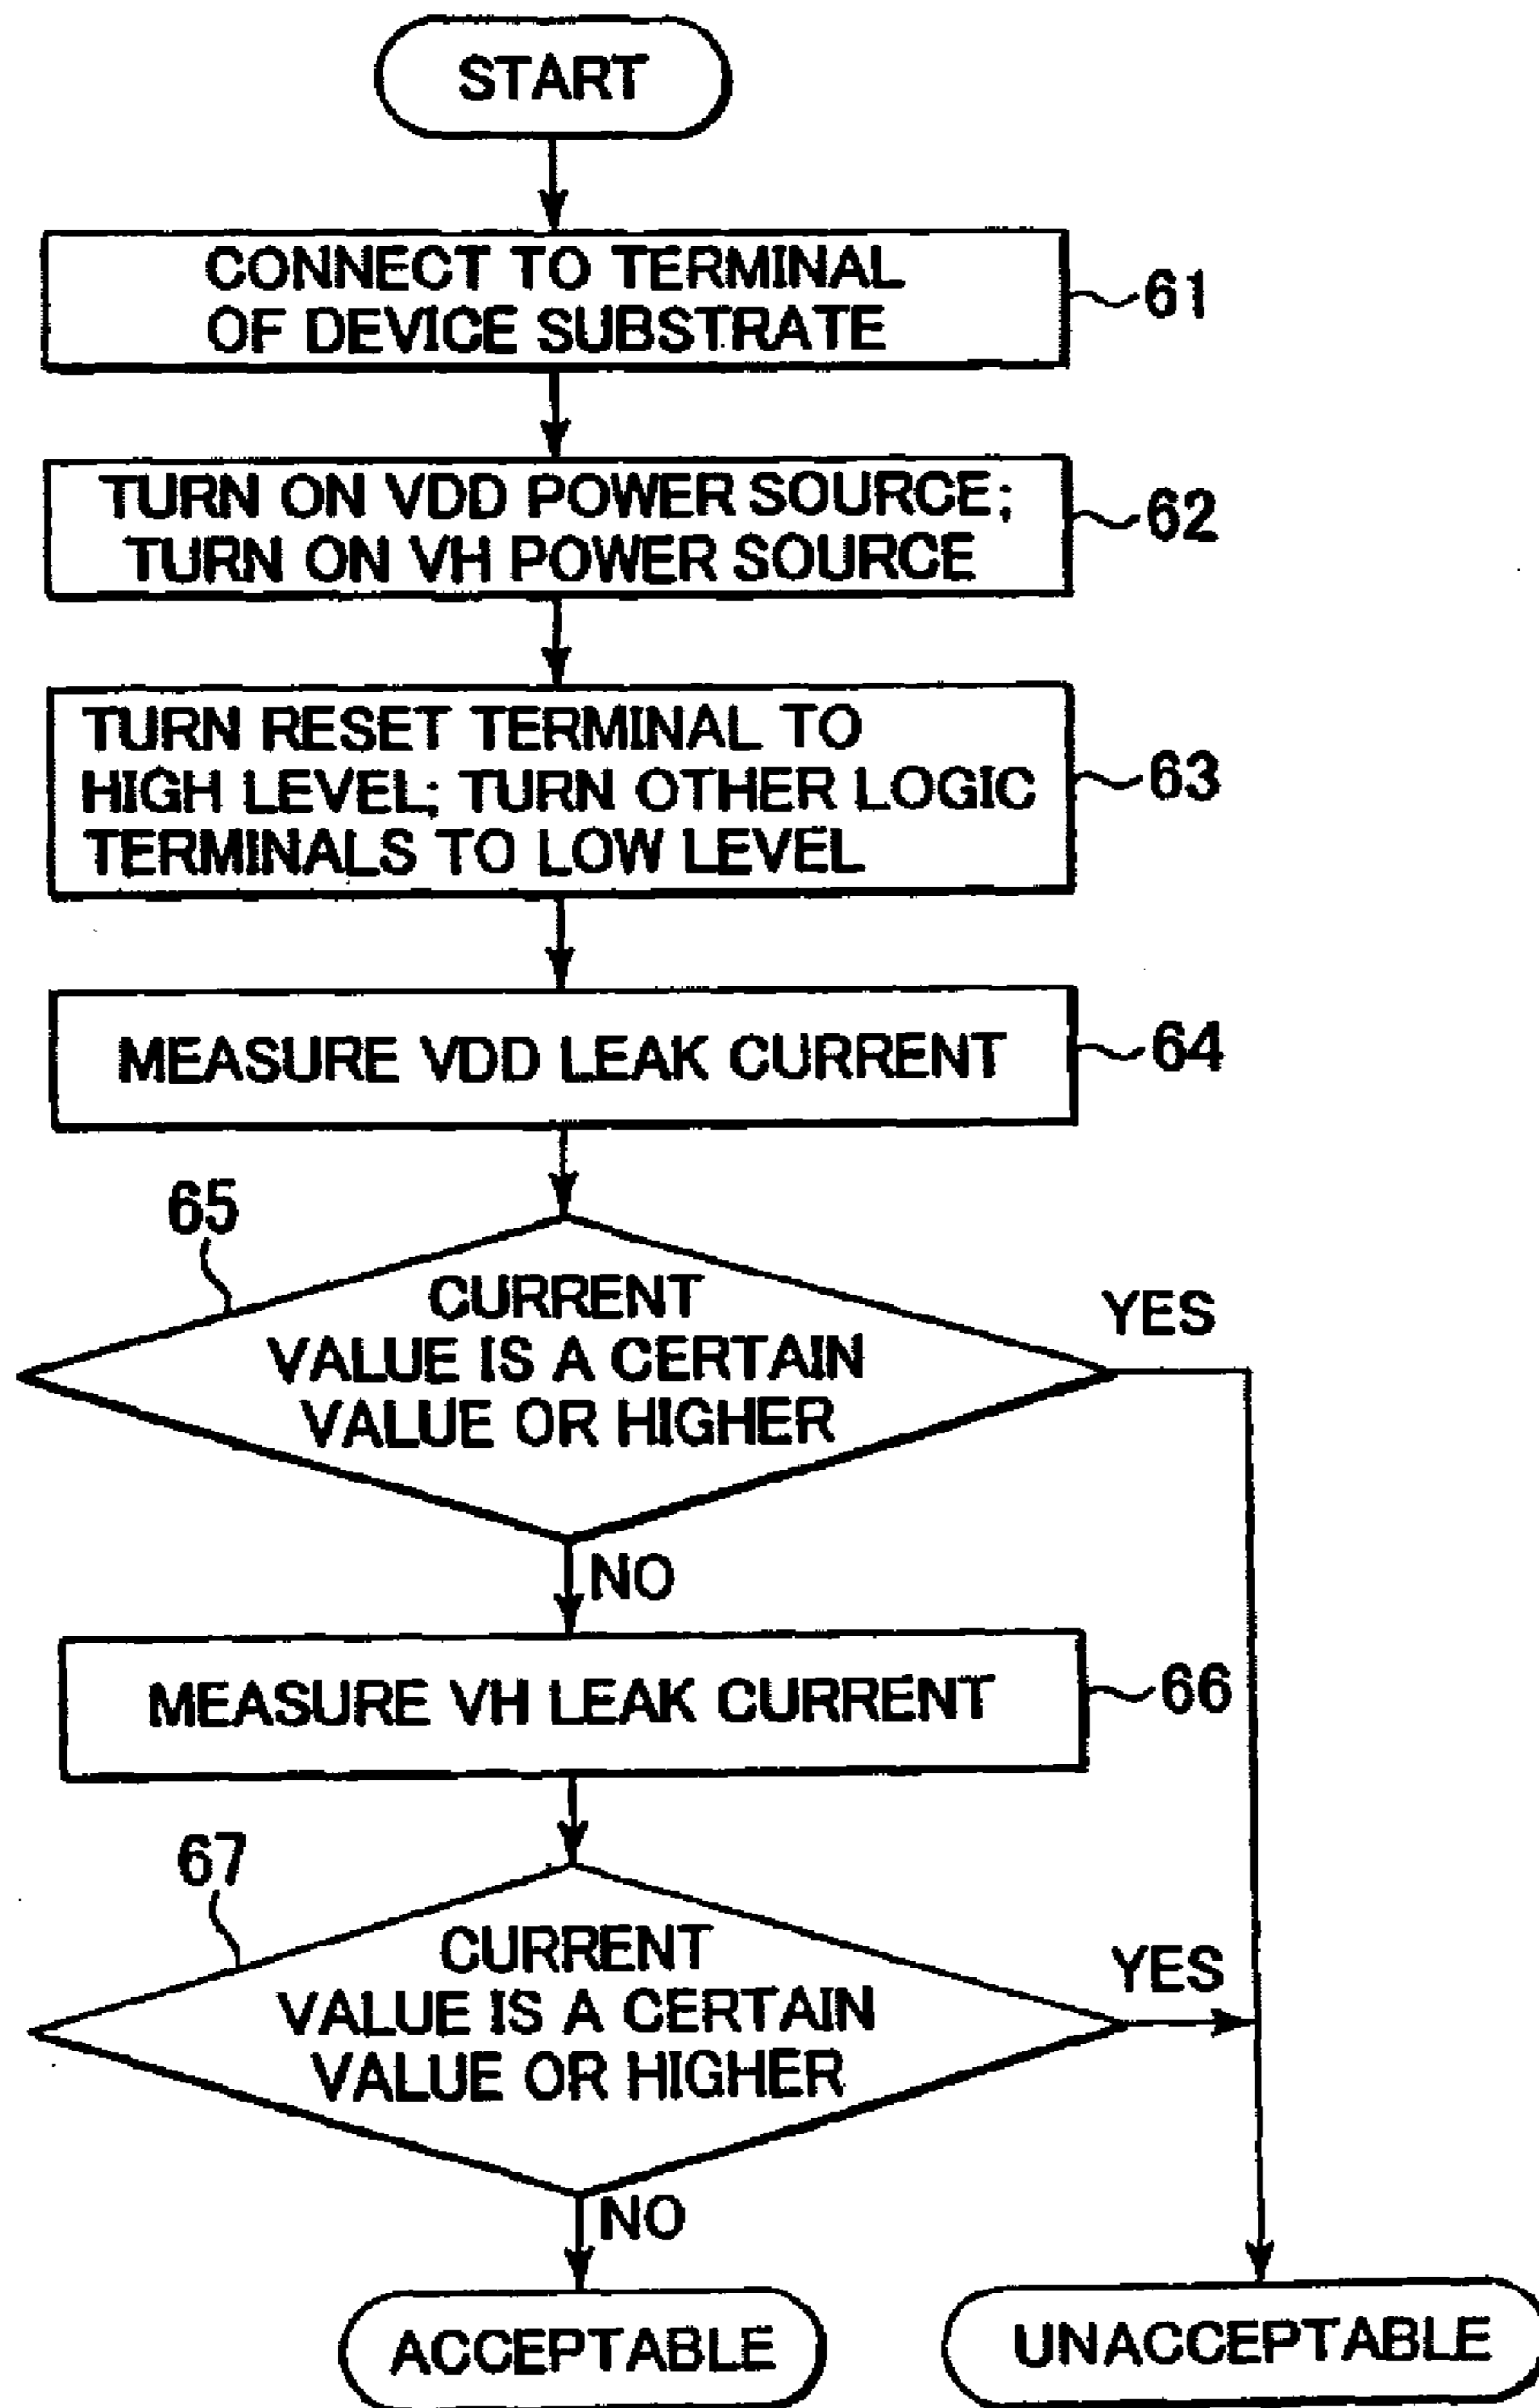 START
CONNECT TO TERMINAL
OF DEVICE SUBSTRATE
61
TURN ON VDD POWER SOURCE;
TURN ON VH POWER SOURCE
62
TURN RESET TERMINAL TO
HIGH LEVEL; TURN OTHER LOGIC
TERMINALS TO LOW LEVEL
63
MEASURE VDD LEAK CURRENT
64
65
CURRENT
VALUE IS A CERTAIN
VALUE OR HIGHER
YES
NO
MEASURE VH LEAK CURRENT
66
67
CURRENT
VALUE IS A CERTAIN
VALUE OR HIGHER
YES
NO
ACCEPTABLE
UNACCEPTABLE